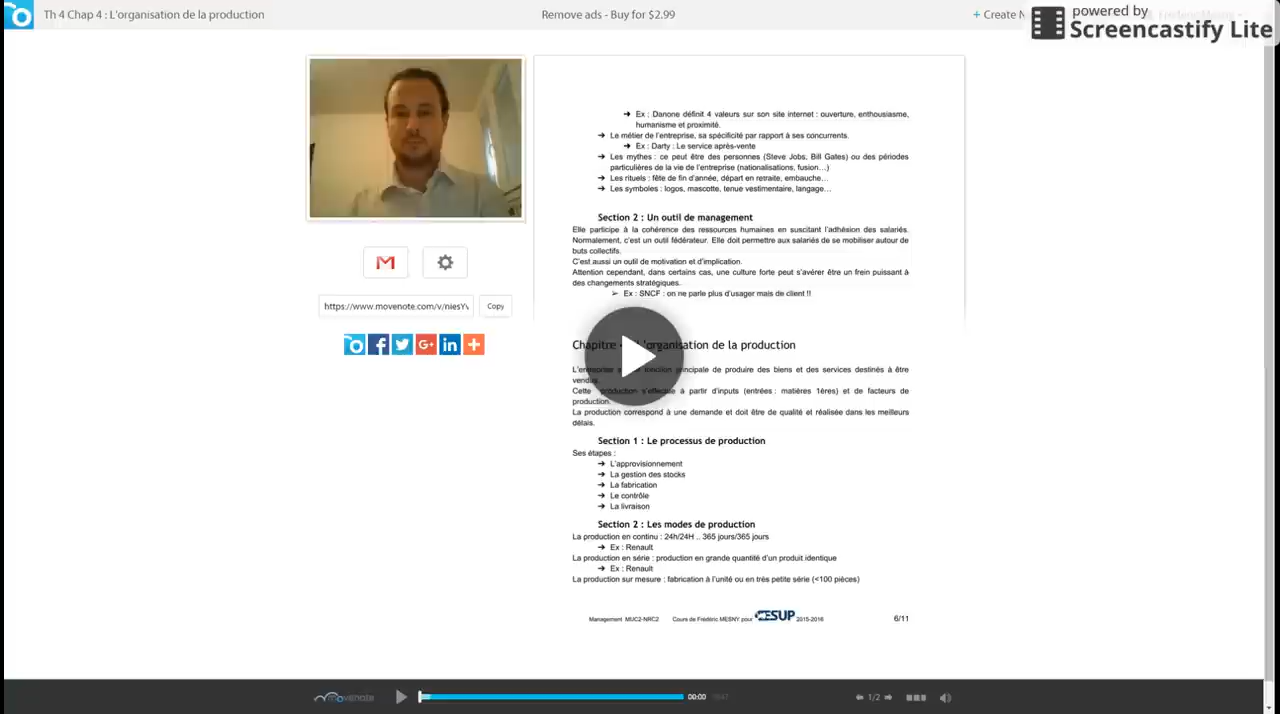 Th 4 Chap 4 : L'organisation de la production
Remove ads - Buy for $2.99
+ Create
powered by
Screencastify Lite
➔ Ex : Danone définit 4 valeurs sur son site internet : ouverture, enthousiasme,
humanisme et proximité.
➔ Le métier de l'entreprise, sa spécificité par rapport à ses concurrents.
➔ Ex : Darty : Le service après-vente
➔ Les mythes : ce peut être des personnes (Steve Jobs, Bill Gates) ou des périodes
particulières de la vie de l'entreprise (nationalisations, fusion…)
➔ Les rituels : fête de fin d'année, départ en retraite, embauche…
➔ Les symboles : logos, mascotte, tenue vestimentaire, langage…
Section 2 : Un outil de management
Elle participe à la cohérence des ressources humaines en suscitant l'adhésion des salariés.
Normalement, c'est un outil fédérateur. Elle doit permettre aux salariés de se mobiliser autour de
buts collectifs.
C'est aussi un outil de motivation et d'implication.
Attention cependant, dans certains cas, une culture forte peut s'avérer être un frein puissant à
des changements stratégiques.
➢ Ex : SNCF : on ne parle plus d'usager mais de client !!
https://www.movenote.com/v/niesYv
Copy
Chapitre l'organisation de la production
L'entreprise fonction principale de produire des biens et des services destinés à être
vendus.
Cette production s'effectue à partir d'inputs (entrées : matières 1ères) et de facteurs de
production.
La production correspond à une demande et doit être de qualité et réalisée dans les meilleurs
délais.
Section 1 : Le processus de production
Ses étapes :
➔ L'approvisionnement
➔ La gestion des stocks
➔ La fabrication
➔ Le contrôle
➔ La livraison
Section 2 : Les modes de production
La production en continu : 24h/24H .. 365 jours/365 jours
➔ Ex : Renault
La production en série : production en grande quantité d'un produit identique
➔ Ex : Renault
La production sur mesure : fabrication à l'unité ou en très petite série (<100 pièces)
Management MUC2-NRC2 Cours de Frédéric MESNY pour CESUP 2015-2016 6/11
movenote
00:00
1/2